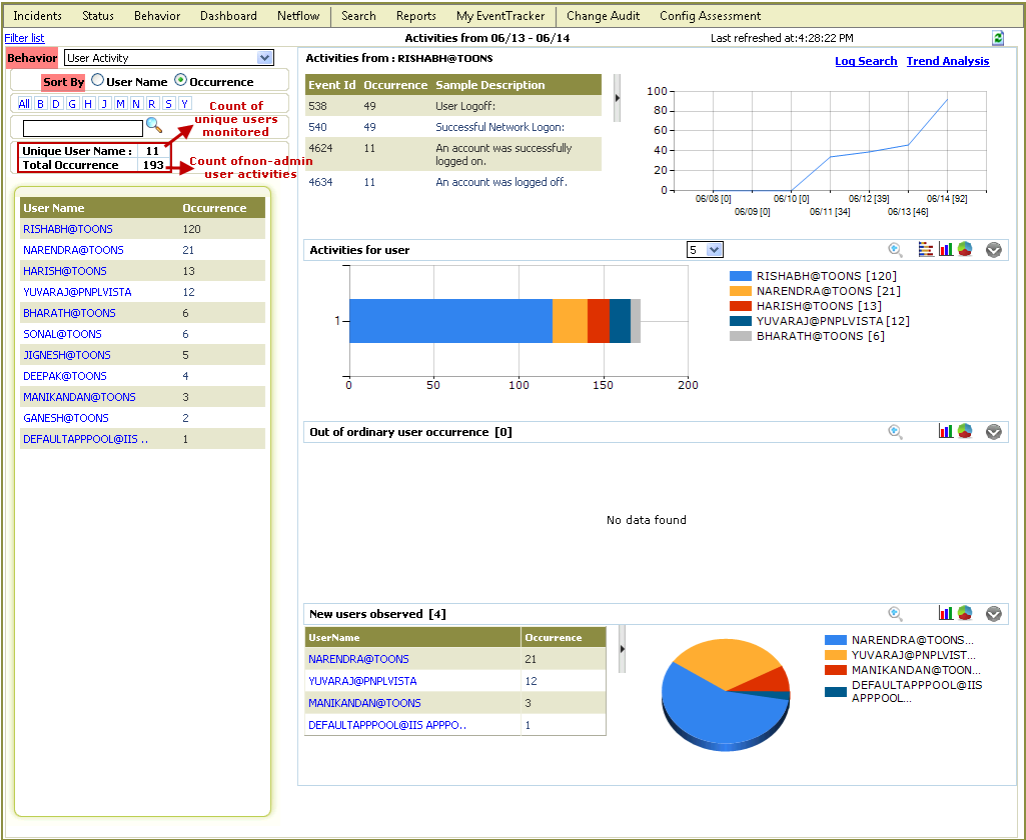 Incidents Status Behavior Dashboard Netflow Search Reports My EventTracker Change Audit Config Assessment
Filter list
Activities from 06/13 - 06/14
Last refreshed at:4:28:22 PM
Behavior User Activity
Sort By User Name Occurrence
All B D G H J M N R S Y
Count of
unique users
monitored
Unique User Name : 11
Total Occurrence 193
Count ofnon-admin
user activities
User Name Occurrence
RISHABH@TOONS 120
NARENDRA@TOONS 21
HARISH@TOONS 13
YUVARAJ@PNPLVISTA 12
BHARATH@TOONS 6
SONAL@TOONS 6
JIGNESH@TOONS 5
DEEPAK@TOONS 4
MANIKANDAN@TOONS 3
GANESH@TOONS 2
DEFAULTAPPPOOL@IIS .. 1
Activities from : RISHABH@TOONS
Log Search Trend Analysis
Event Id Occurrence Sample Description
538 49 User Logoff:
540 49 Successful Network Logon:
4624 11 An account was successfully
logged on.
4634 11 An account was logged off.
100
80
60
40
20
0
06/08 [0] 06/10 [0] 06/12 [39] 06/14 [92]
06/09 [0] 06/11 [34] 06/13 [46]
Activities for user 5
1
0 50 100 150 200
RISHABH@TOONS [120]
NARENDRA@TOONS [21]
HARISH@TOONS [13]
YUVARAJ@PNPLVISTA [12]
BHARATH@TOONS [6]
Out of ordinary user occurrence [0]
No data found
New users observed [4]
UserName Occurrence
NARENDRA@TOONS 21
YUVARAJ@PNPLVISTA 12
MANIKANDAN@TOONS 3
DEFAULTAPPPOOL@IIS APPPO.. 1
NARENDRA@TOONS...
YUVARAJ@PNPLVIST...
MANIKANDAN@TOON...
DEFAULTAPPPOOL@IIS
APPPOOL...